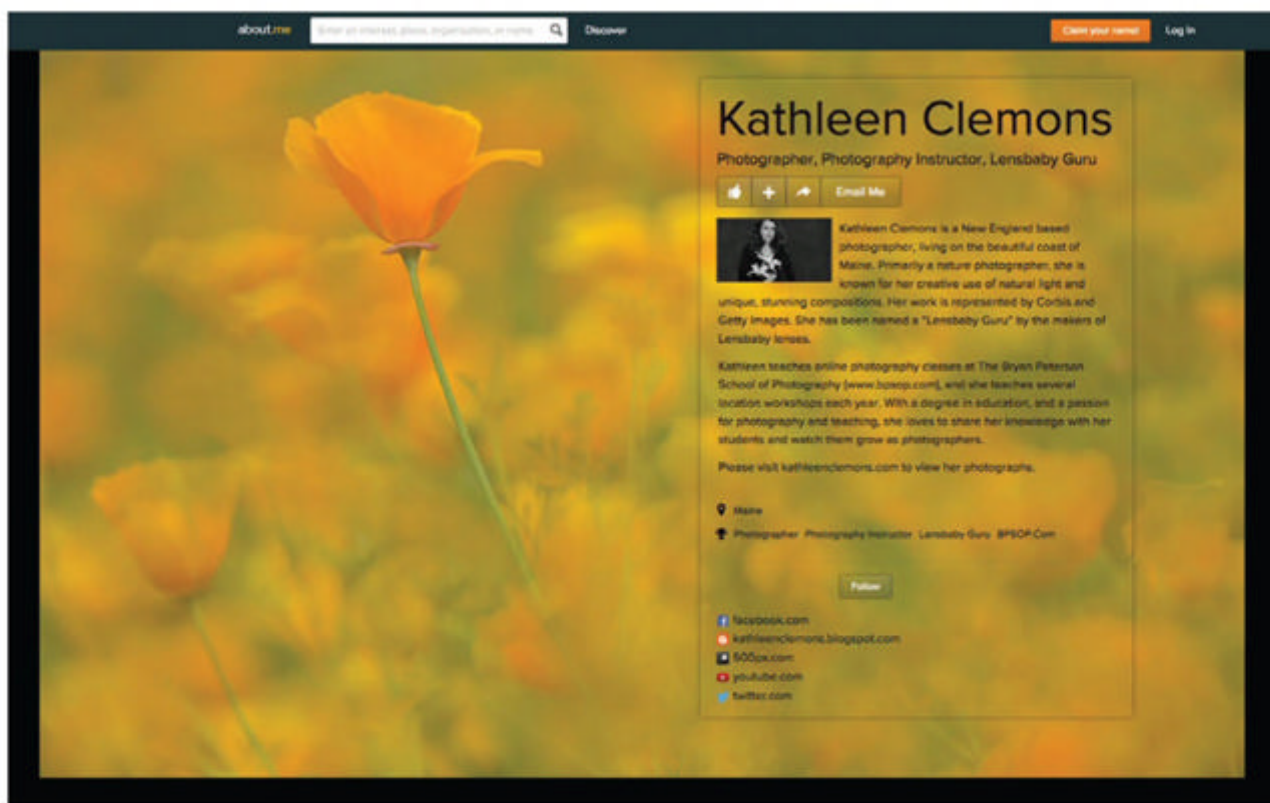 about.me
Enter an interest, place, organization, or name
Discover
Claim your name!
Log In
Kathleen Clemons
Photographer, Photography Instructor, Lensbaby Guru
Email Me
Kathleen Clemons is a New England based
photographer, living on the beautiful coast of
Maine. Primarily a nature photographer, she is
known for her creative use of natural light and
unique, stunning compositions. Her work is represented by Corbis and
Getty Images. She has been named a "Lensbaby Guru" by the makers of
Lensbaby lenses.
Kathleen teaches online photography classes at The Bryan Peterson
School of Photography (www.bpsop.com), and she teaches several
location workshops each year. With a degree in education, and a passion
for photography and teaching, she loves to share her knowledge with her
students and watch them grow as photographers.
Please visit kathleenclemons.com to view her photographs.
Maine
Photographer Photography Instructor Lensbaby Guru BPSOP.Com
Follow
facebook.com
kathleenclemons.blogspot.com
500px.com
youtube.com
twitter.com